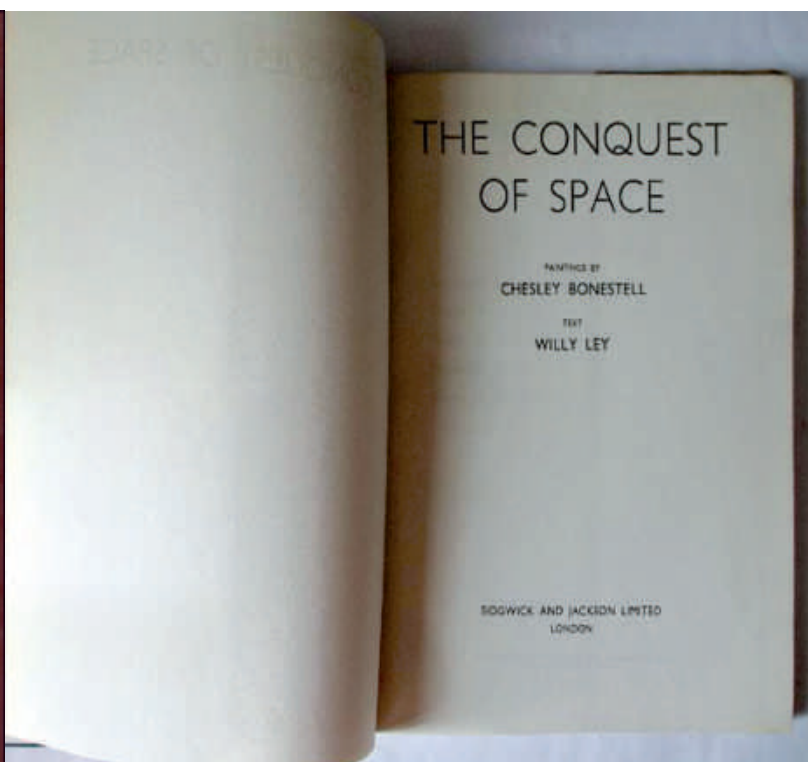 THE CONQUEST
OF SPACE
PAINTINGS BY
CHESLEY BONESTELL
TEXT
WILLY LEY
SIDGWICK AND JACKSON LIMITED
LONDON